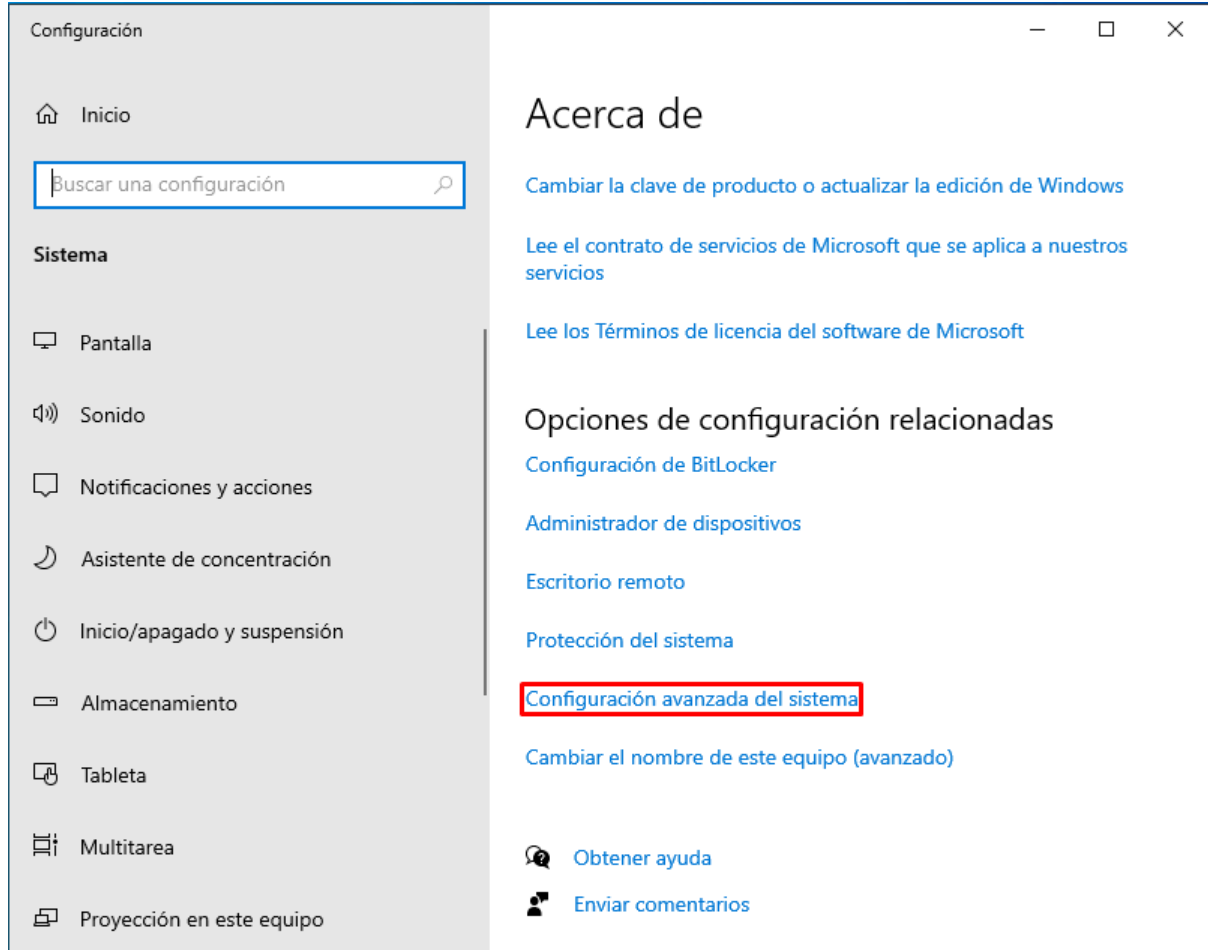 Configuración
Inicio
Buscar una configuración
Sistema
Pantalla
Sonido
Notificaciones y acciones
Asistente de concentración
Inicio/apagado y suspensión
Almacenamiento
Tableta
Multitarea
Proyección en este equipo
Acerca de
Cambiar la clave de producto o actualizar la edición de Windows
Lee el contrato de servicios de Microsoft que se aplica a nuestros
servicios
Lee los Términos de licencia del software de Microsoft
Opciones de configuración relacionadas
Configuración de BitLocker
Administrador de dispositivos
Escritorio remoto
Protección del sistema
Configuración avanzada del sistema
Cambiar el nombre de este equipo (avanzado)
Obtener ayuda
Enviar comentarios